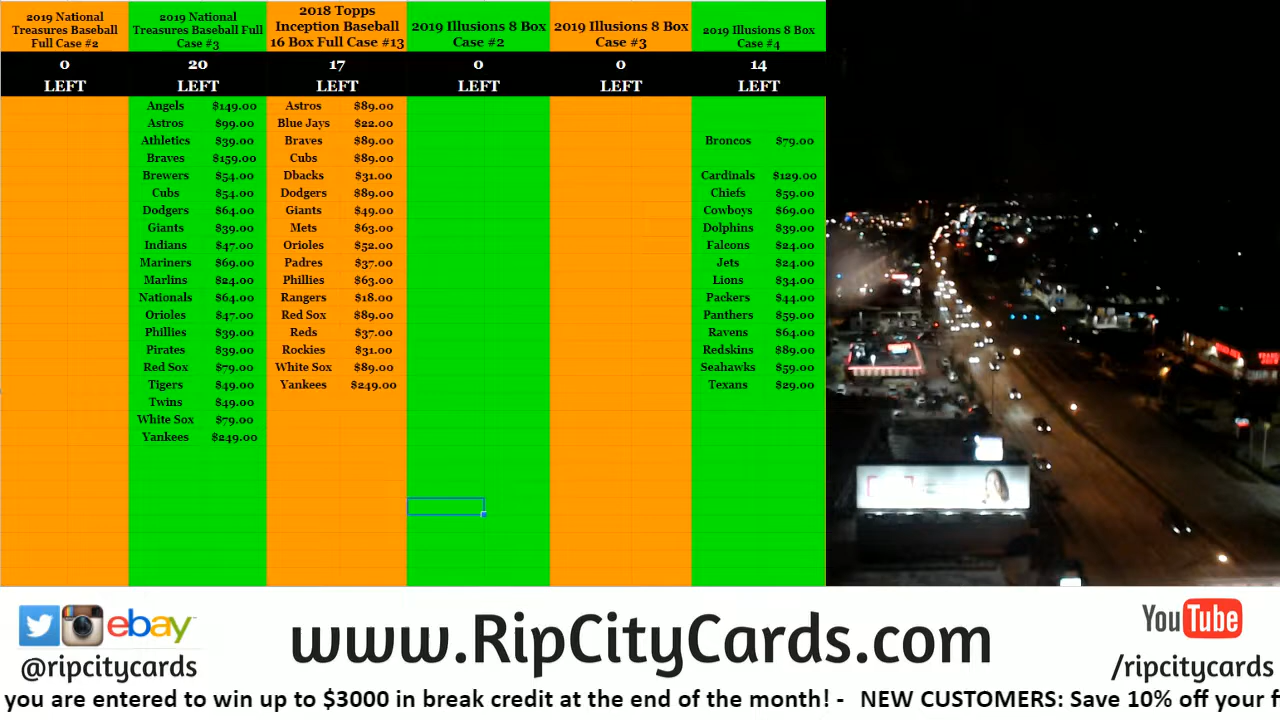 2019 National
Treasures Baseball
Full Case #2
0
LEFT
2019 National
Treasures Baseball Full
Case #3
20
LEFT
Angels $149.00
Astros $99.00
Athletics $39.00
Braves $159.00
Brewers $54.00
Cubs $54.00
Dodgers $64.00
Giants $39.00
Indians $47.00
Mariners $69.00
Marlins $24.00
Nationals $64.00
Orioles $47.00
Phillies $39.00
Pirates $39.00
Red Sox $79.00
Tigers $49.00
Twins $49.00
White Sox $79.00
Yankees $249.00
2018 Topps
Inception Baseball
16 Box Full Case #13
17
LEFT
Astros $89.00
Blue Jays $22.00
Braves $89.00
Cubs $89.00
Dbacks $31.00
Dodgers $89.00
Giants $49.00
Mets $63.00
Orioles $52.00
Padres $37.00
Phillies $63.00
Rangers $18.00
Red Sox $89.00
Reds $37.00
Rockies $31.00
White Sox $89.00
Yankees $249.00
2019 Illusions 8 Box
Case #2
0
LEFT
2019 Illusions 8 Box
Case #3
0
LEFT
2019 Illusions 8 Box
Case #4
14
LEFT
Broncos $79.00
Cardinals $129.00
Chiefs $59.00
Cowboys $69.00
Dolphins $39.00
Falcons $24.00
Jets $24.00
Lions $34.00
Packers $44.00
Panthers $59.00
Ravens $64.00
Redskins $89.00
Seahawks $59.00
Texans $29.00
ebay
@ripcitycards
www.RipCityCards.com
YouTube
/ripcitycards
you are entered to win up to $3000 in break credit at the end of the month! - NEW CUSTOMERS: Save 10% off your f